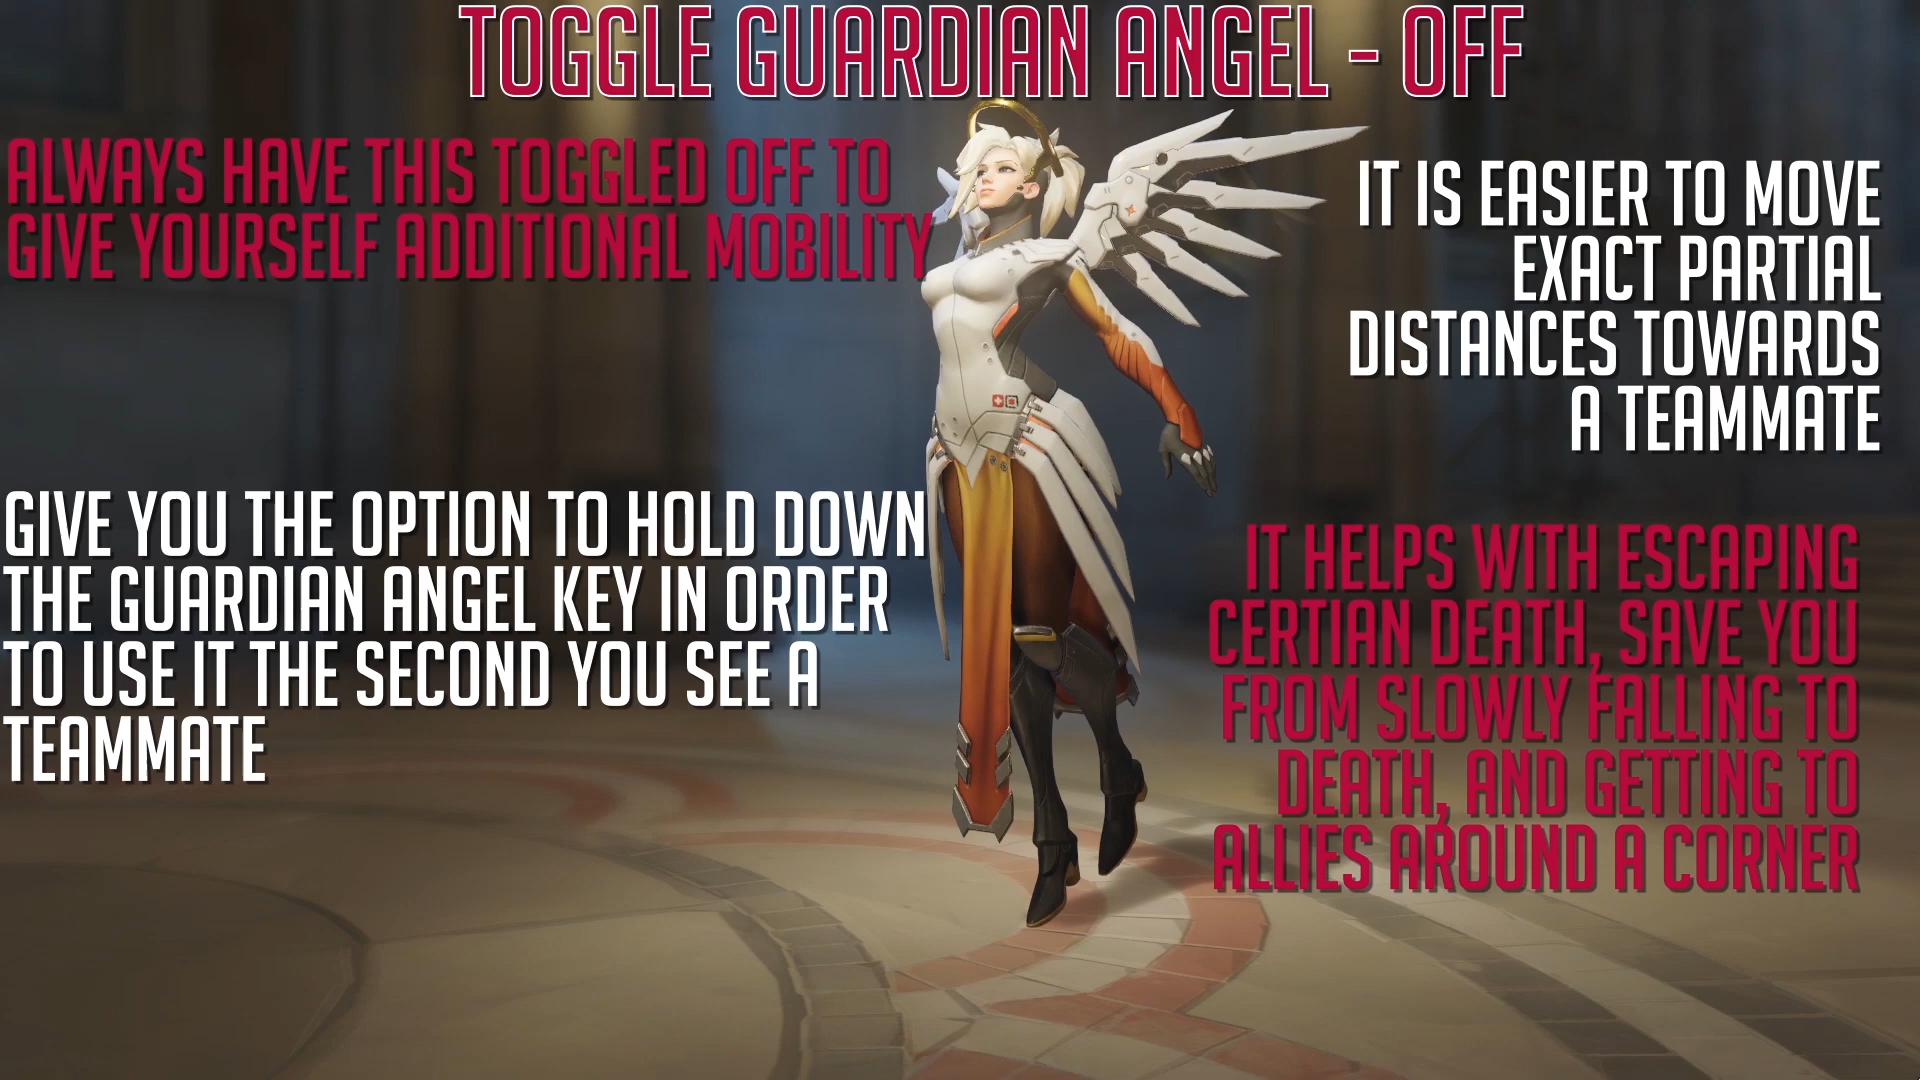 TOGGLE GUARDIAN ANGEL - OFF
ALWAYS HAVE THIS TOGGLED OFF TO
GIVE YOURSELF ADDITIONAL MOBILITY
GIVE YOU THE OPTION TO HOLD DOWN
THE GUARDIAN ANGEL KEY IN ORDER
TO USE IT THE SECOND YOU SEE A
TEAMMATE
IT IS EASIER TO MOVE
EXACT PARTIAL
DISTANCES TOWARDS
A TEAMMATE
IT HELPS WITH ESCAPING
CERTIAN DEATH, SAVE YOU
FROM SLOWLY FALLING TO
DEATH, AND GETTING TO
ALLIES AROUND A CORNER